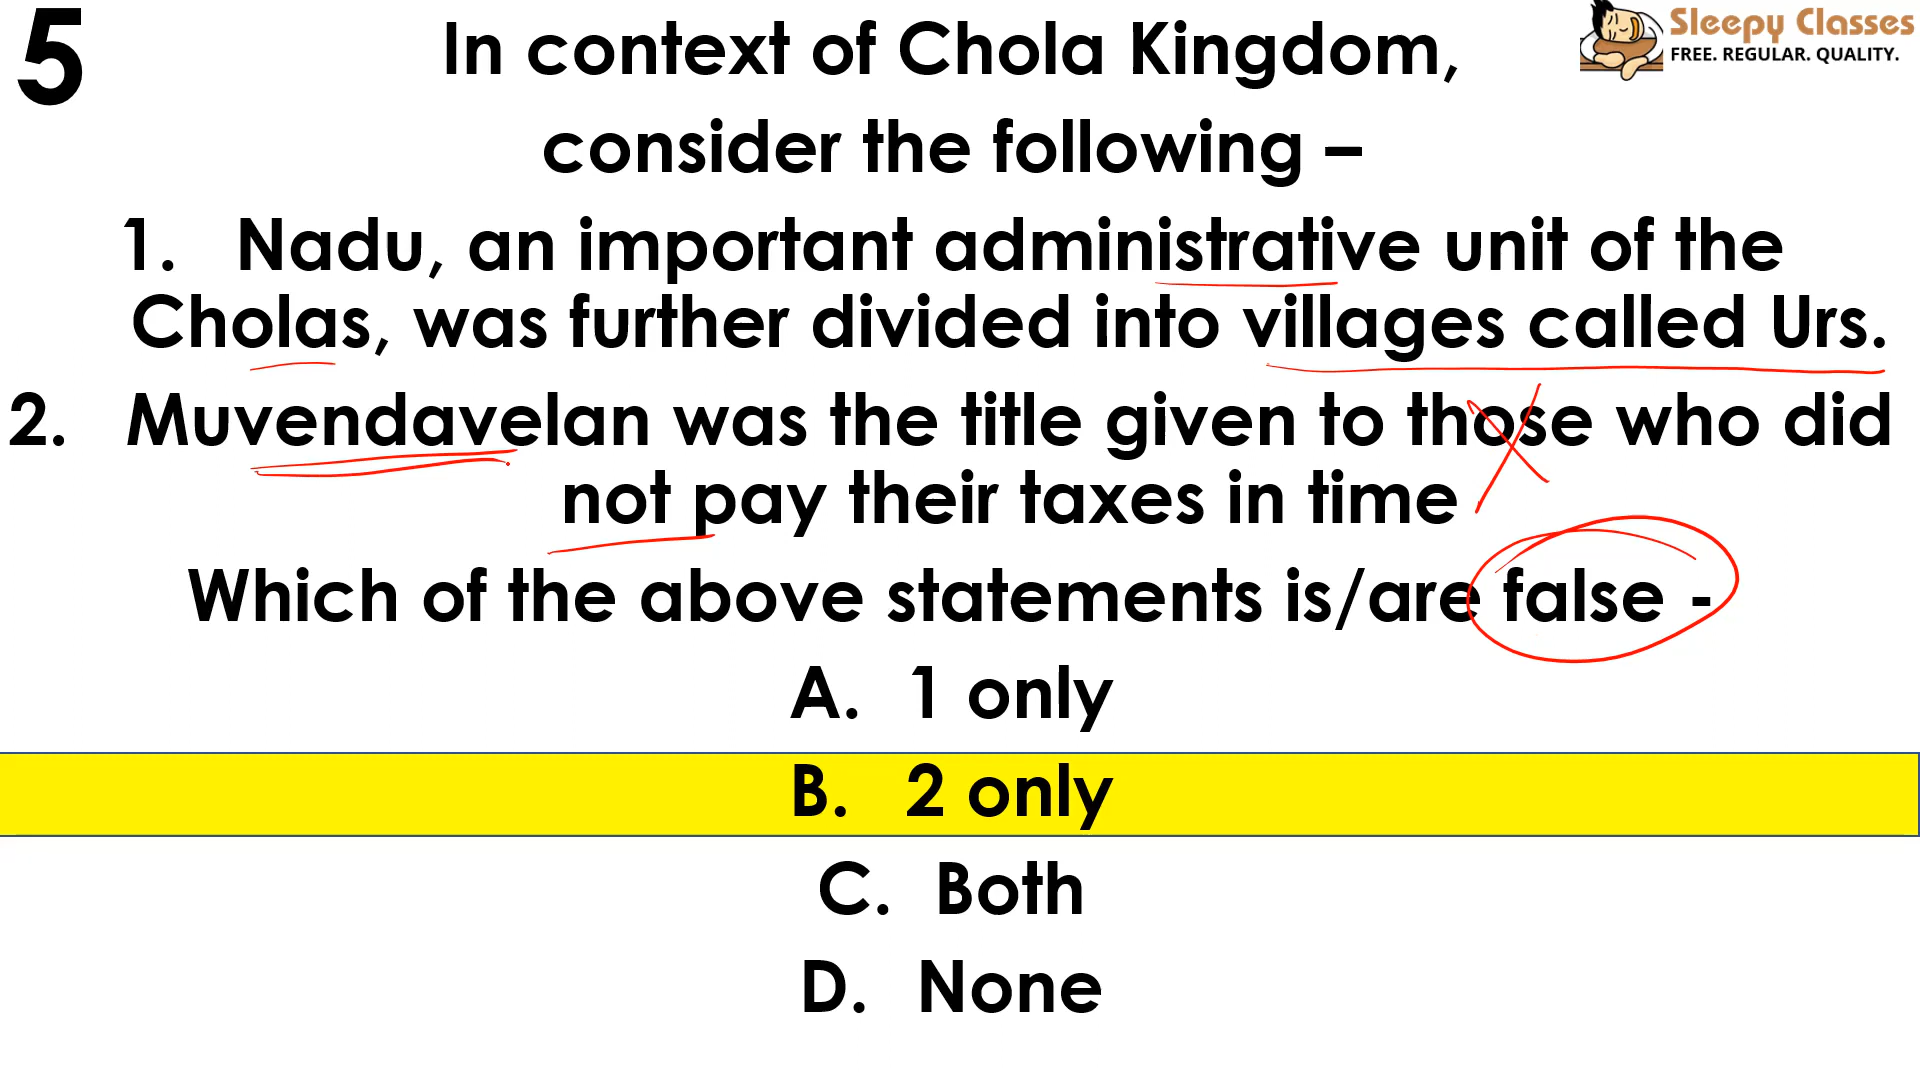 5
In context of Chola Kingdom,
Sleepy Classes
FREE. REGULAR. QUALITY.
consider the following –
1. Nadu, an important administrative unit of the
Cholas, was further divided into villages called Urs.
2. Muvendavelan was the title given to those who did
not pay their taxes in time
Which of the above statements is/are false -
A. 1 only
B. 2 only
C. Both
D. None